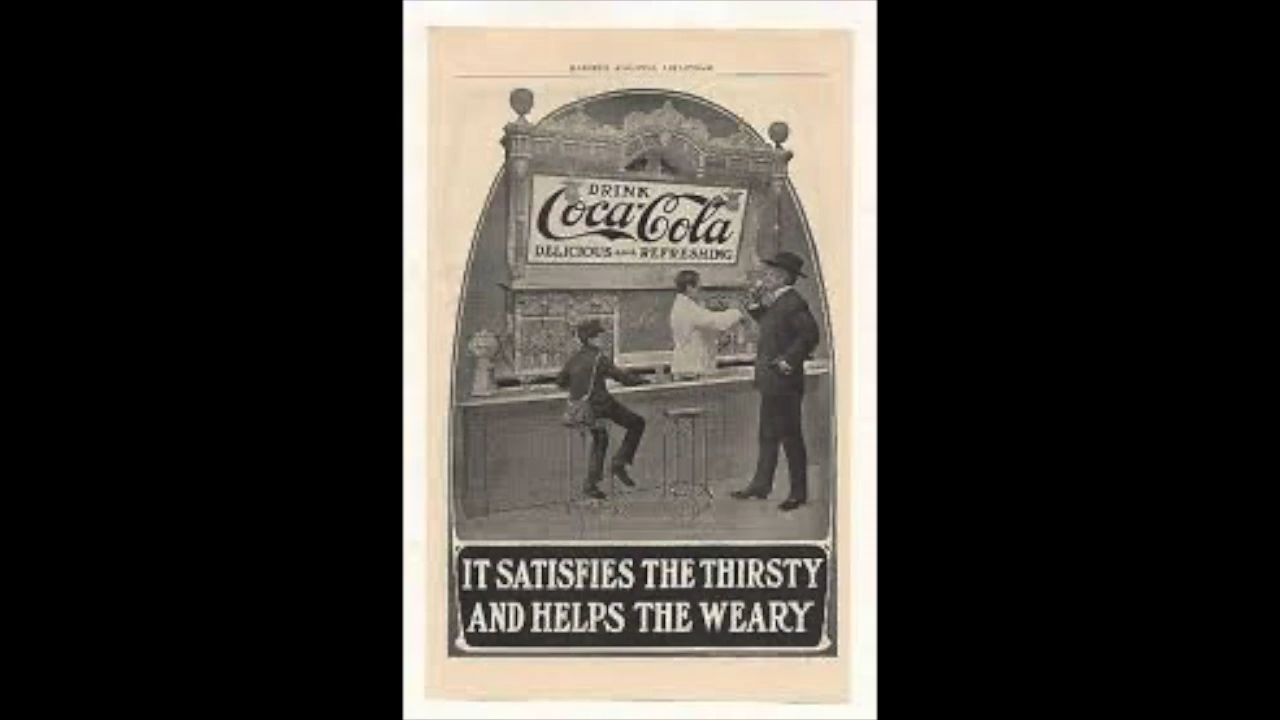 DRINK
Coca-Cola
DELICIOUS AND REFRESHING
IT SATISFIES THE THIRSTY
AND HELPS THE WEARY